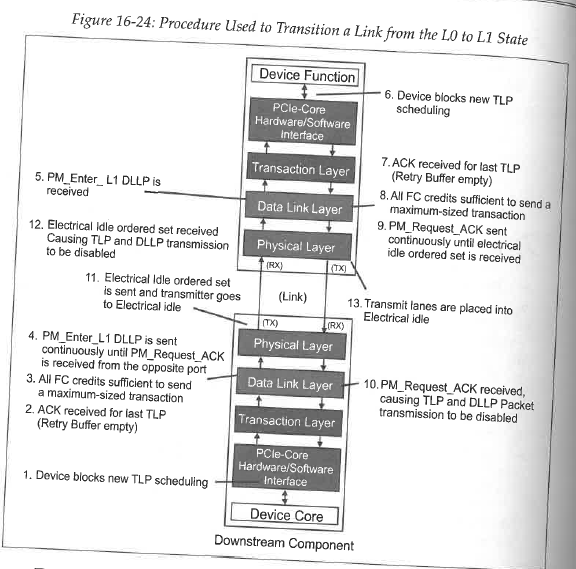 Figure 16-24: Procedure Used to Transition a Link from the L0 to L1 State
Device Function
6. Device blocks new TLP
scheduling
PCIe-Core
Hardware/Software
Interface
7. ACK received for last TLP
(Retry Buffer empty)
Transaction Layer
5. PM_Enter_ L1 DLLP is
received
8. All FC credits sufficient to send a
maximum-sized transaction
Data Link Layer
12. Electrical Idle ordered set received
Causing TLP and DLLP transmission
to be disabled
9. PM_Request_ACK sent
continuously until electrical
idle ordered set is received
Physical Layer
(RX)
(TX)
11. Electrical Idle ordered set
is sent and transmitter goes
to Electrical idle
(Link)
13. Transmit lanes are placed into
Electrical idle
(TX)
(RX)
Physical Layer
4. PM_Enter_L1 DLLP is sent
continuously until PM_Request_ACK
is received from the opposite port
3. All FC credits sufficient to send
a maximum-sized transaction
Data Link Layer
10. PM_Request_ACK received,
causing TLP and DLLP Packet
transmission to be disabled
2. ACK received for last TLP
(Retry Buffer empty)
Transaction Layer
PCIe-Core
Hardware/Software
Interface
1. Device blocks new TLP scheduling
Device Core
Downstream Component